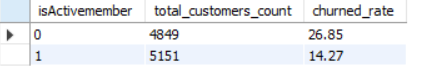 isActivemember total_customers_count churned_rate
0 4849 26.85
1 5151 14.27